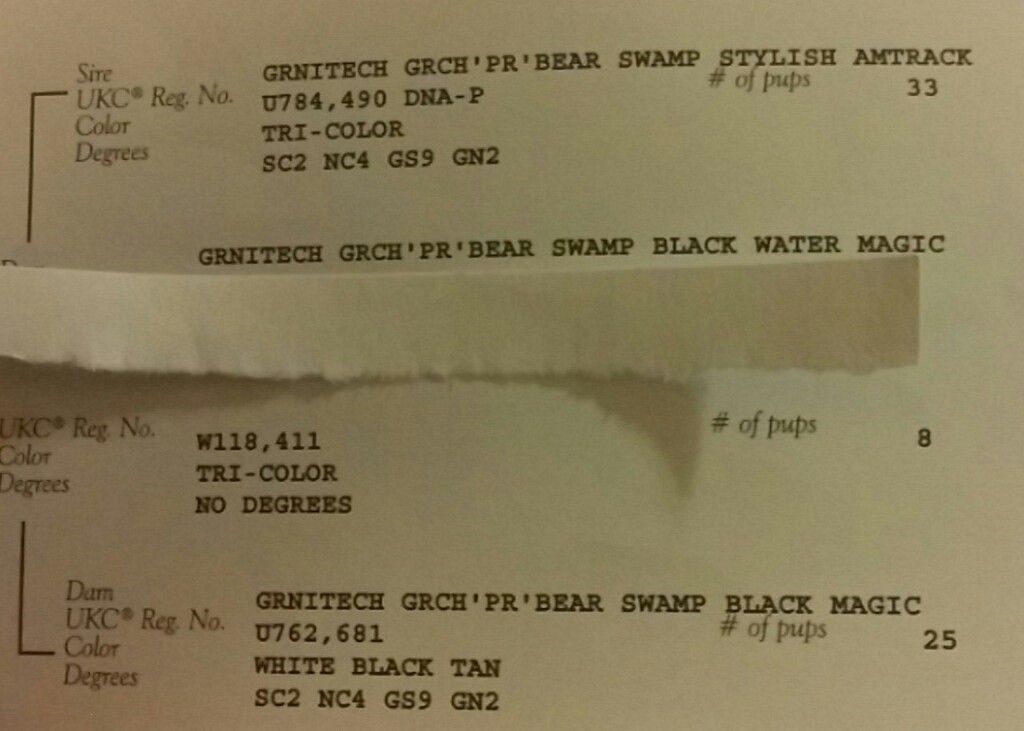 Sire GRNITECH GRCH'PR'BEAR SWAMP STYLISH AMTRACK
UKC® Reg. No. U784,490 DNA-P # of pups 33
Color TRI-COLOR
Degrees SC2 NC4 GS9 GN2
GRNITECH GRCH'PR'BEAR SWAMP BLACK WATER MAGIC
UKC® Reg. No. W118,411 # of pups 8
Color TRI-COLOR
Degrees NO DEGREES
Dam GRNITECH GRCH'PR'BEAR SWAMP BLACK MAGIC
UKC® Reg. No. U762,681 # of pups 25
Color WHITE BLACK TAN
Degrees SC2 NC4 GS9 GN2